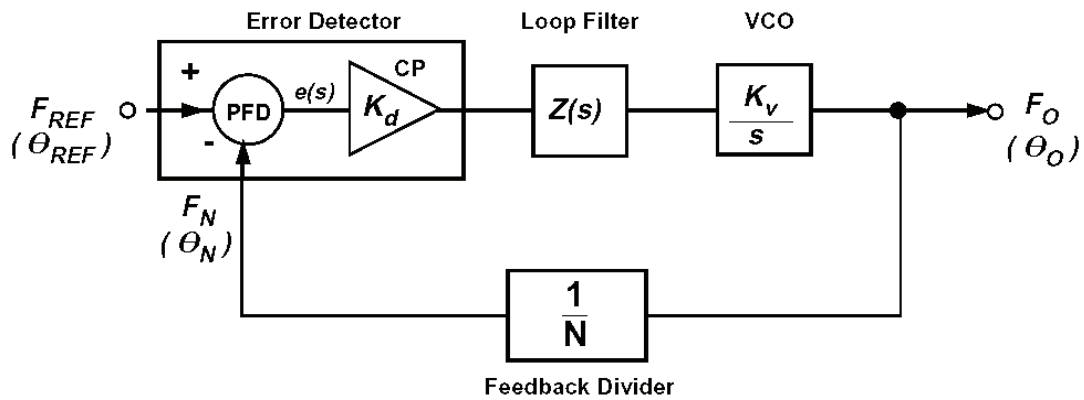 Error Detector
Loop Filter
VCO
CP
+
e(s)
PFD
K_d
Z(s)
K_v
s
F_REF
(Θ_REF)
-
F_O
(Θ_O)
F_N
(Θ_N)
1
N
Feedback Divider